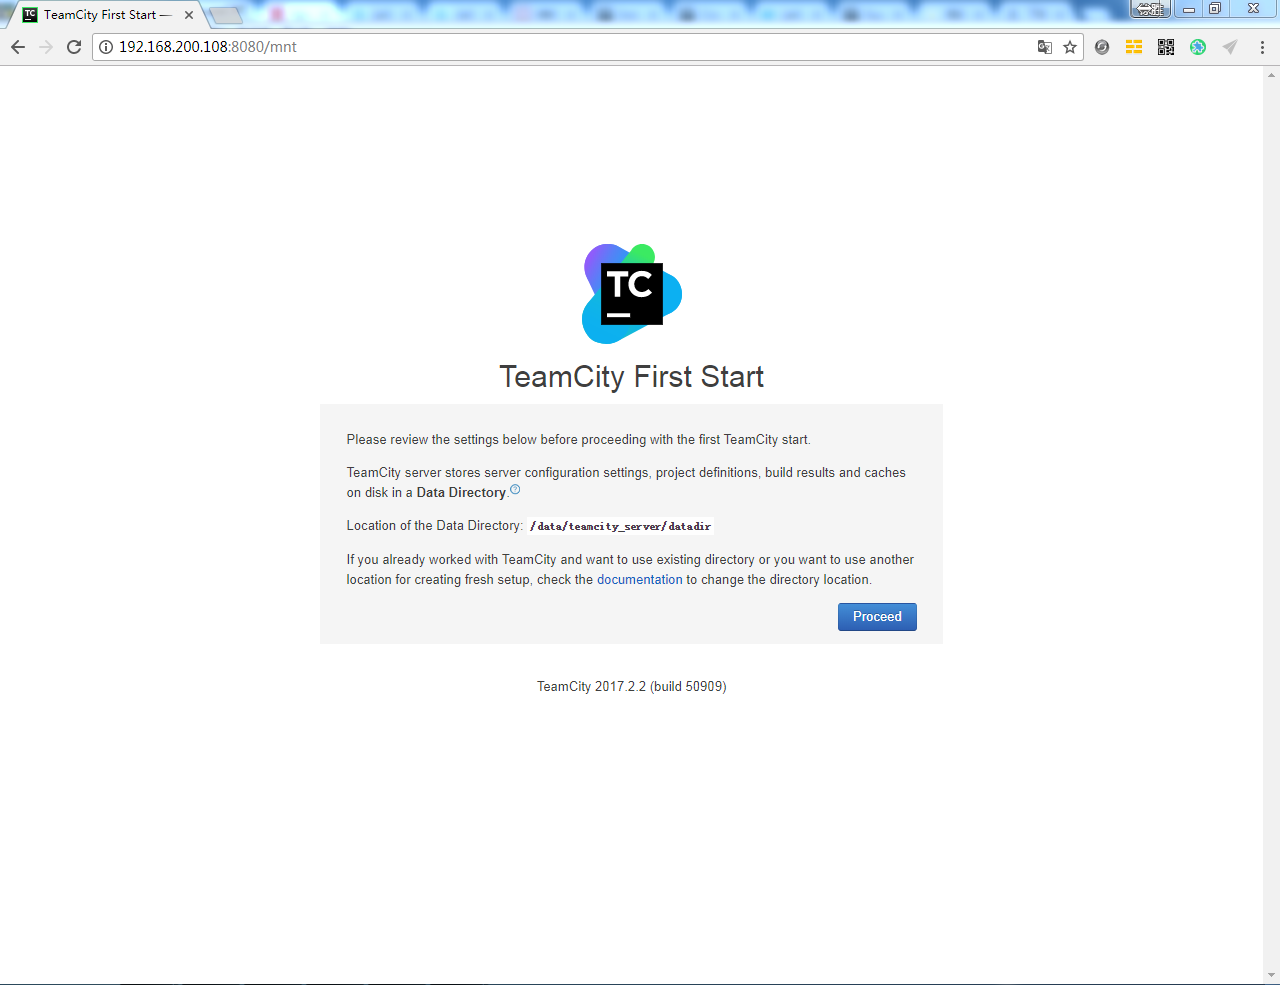 TeamCity First Start —
192.168.200.108:8080/mnt
TC
TeamCity First Start
Please review the settings below before proceeding with the first TeamCity start.
TeamCity server stores server configuration settings, project definitions, build results and caches
on disk in a Data Directory.
Location of the Data Directory: /data/teamcity_server/datadir
If you already worked with TeamCity and want to use existing directory or you want to use another
location for creating fresh setup, check the documentation to change the directory location.
Proceed
TeamCity 2017.2.2 (build 50909)